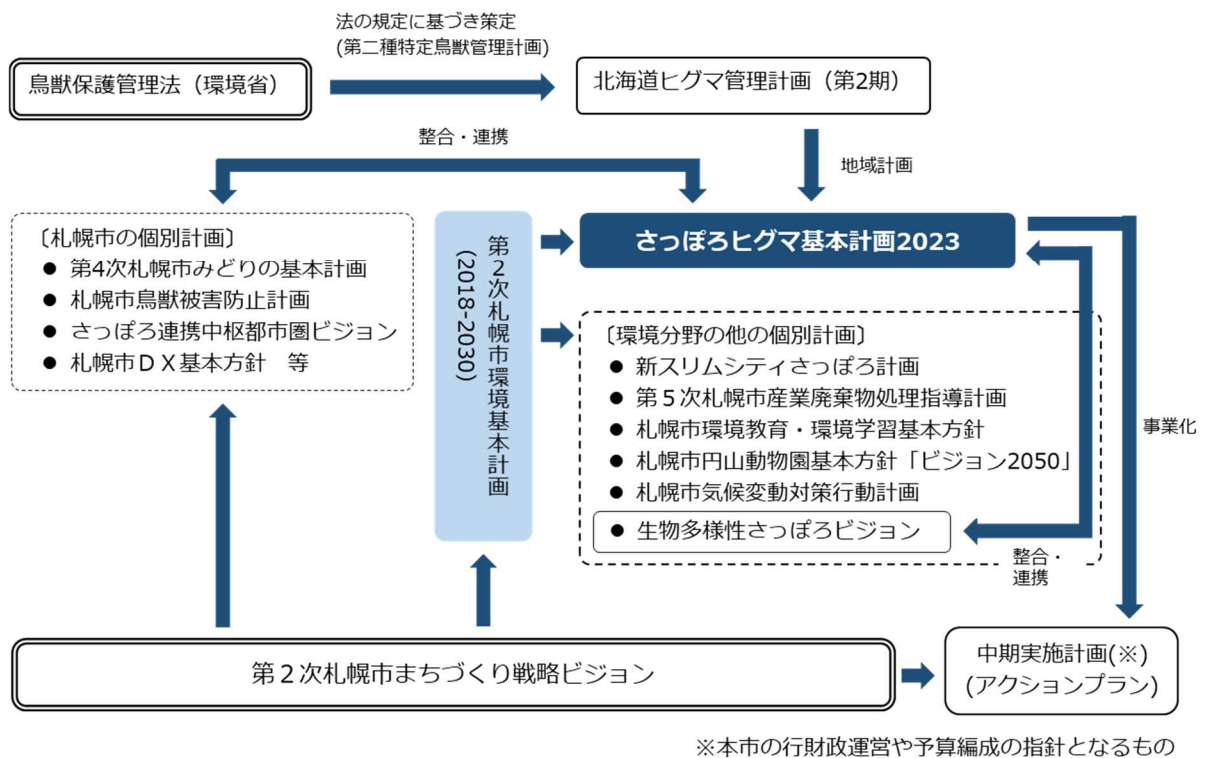 法の規定に基づき策定
(第二種特定鳥獣管理計画)
鳥獣保護管理法（環境省）
北海道ヒグマ管理計画（第2期）
整合・連携
地域計画
〔札幌市の個別計画〕
● 第4次札幌市みどりの基本計画
● 札幌市鳥獣被害防止計画
● さっぽろ連携中枢都市圏ビジョン
● 札幌市ＤＸ基本方針　等
第２次札幌市環境基本計画
(2018-2030)
さっぽろヒグマ基本計画2023
〔環境分野の他の個別計画〕
● 新スリムシティさっぽろ計画
● 第５次札幌市産業廃棄物処理指導計画
● 札幌市環境教育・環境学習基本方針
● 札幌市円山動物園基本方針「ビジョン2050」
● 札幌市気候変動対策行動計画
● 生物多様性さっぽろビジョン
事業化
整合・
連携
第２次札幌市まちづくり戦略ビジョン
中期実施計画(※)
(アクションプラン)
※本市の行財政運営や予算編成の指針となるもの